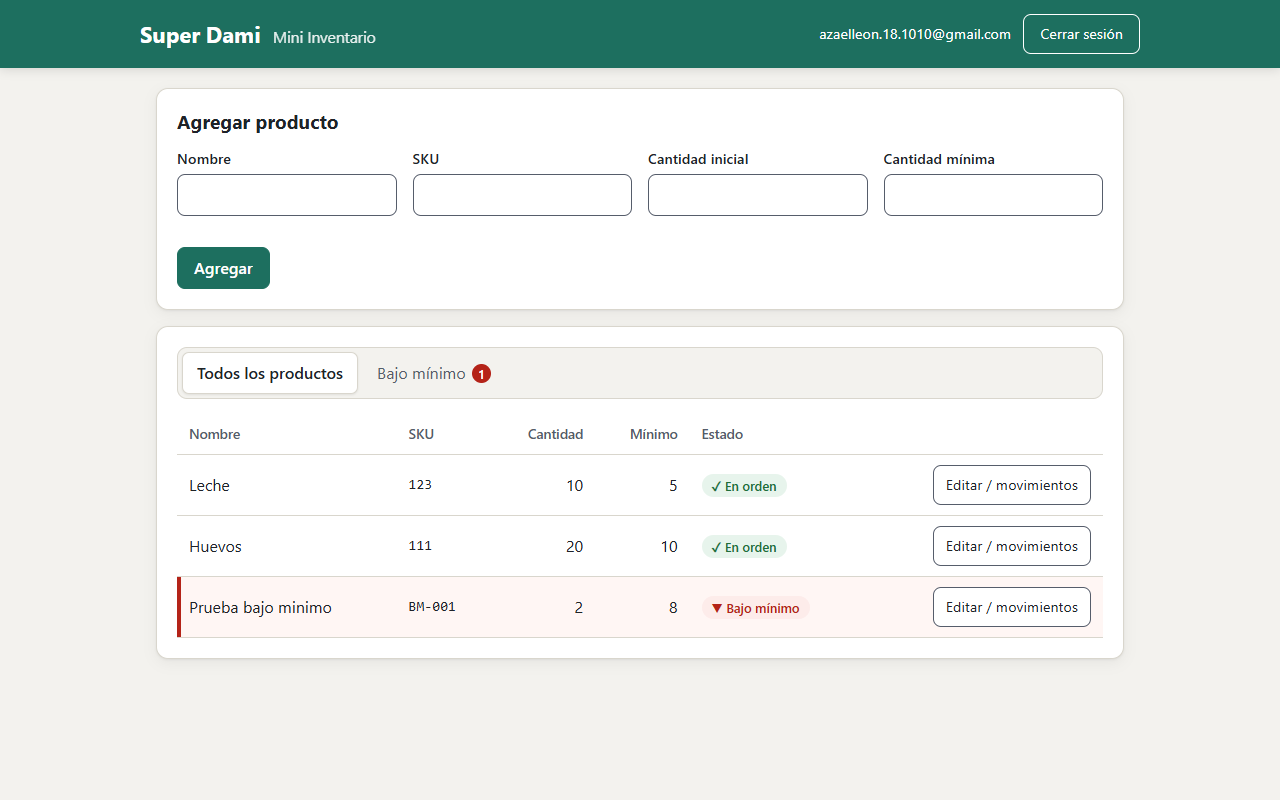 Super Dami Mini Inventario azaelleon.18.1010@gmail.com Cerrar sesión
Agregar producto
Nombre SKU Cantidad inicial Cantidad mínima
Agregar
Todos los productos Bajo mínimo 1
Nombre SKU Cantidad Mínimo Estado
Leche 123 10 5 ✓ En orden Editar / movimientos
Huevos 111 20 10 ✓ En orden Editar / movimientos
Prueba bajo minimo BM-001 2 8 ▼ Bajo mínimo Editar / movimientos